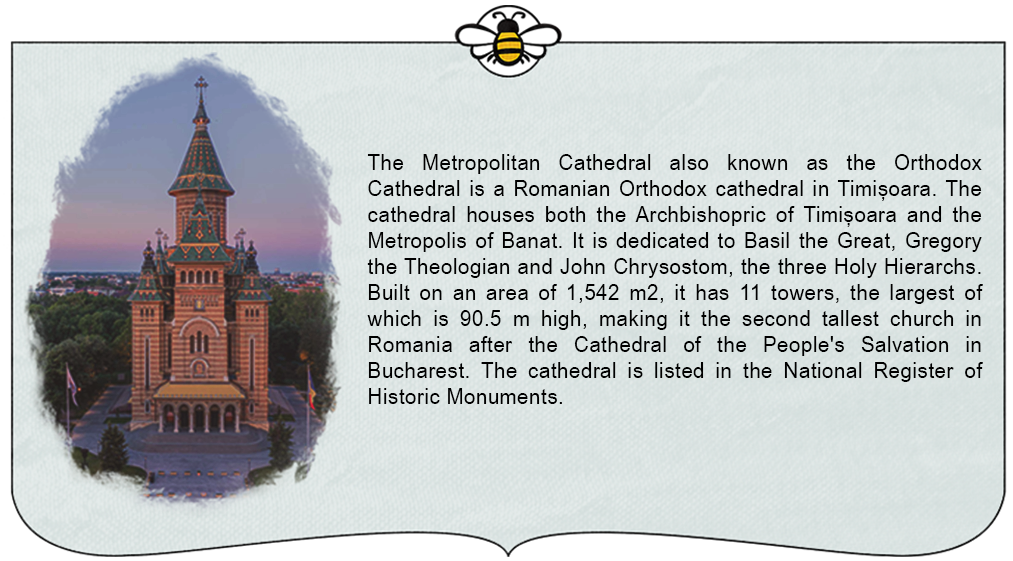 The Metropolitan Cathedral also known as the Orthodox
Cathedral is a Romanian Orthodox cathedral in Timișoara. The
cathedral houses both the Archbishopric of Timișoara and the
Metropolis of Banat. It is dedicated to Basil the Great, Gregory
the Theologian and John Chrysostom, the three Holy Hierarchs.
Built on an area of 1,542 m2, it has 11 towers, the largest of
which is 90.5 m high, making it the second tallest church in
Romania after the Cathedral of the People's Salvation in
Bucharest. The cathedral is listed in the National Register of
Historic Monuments.